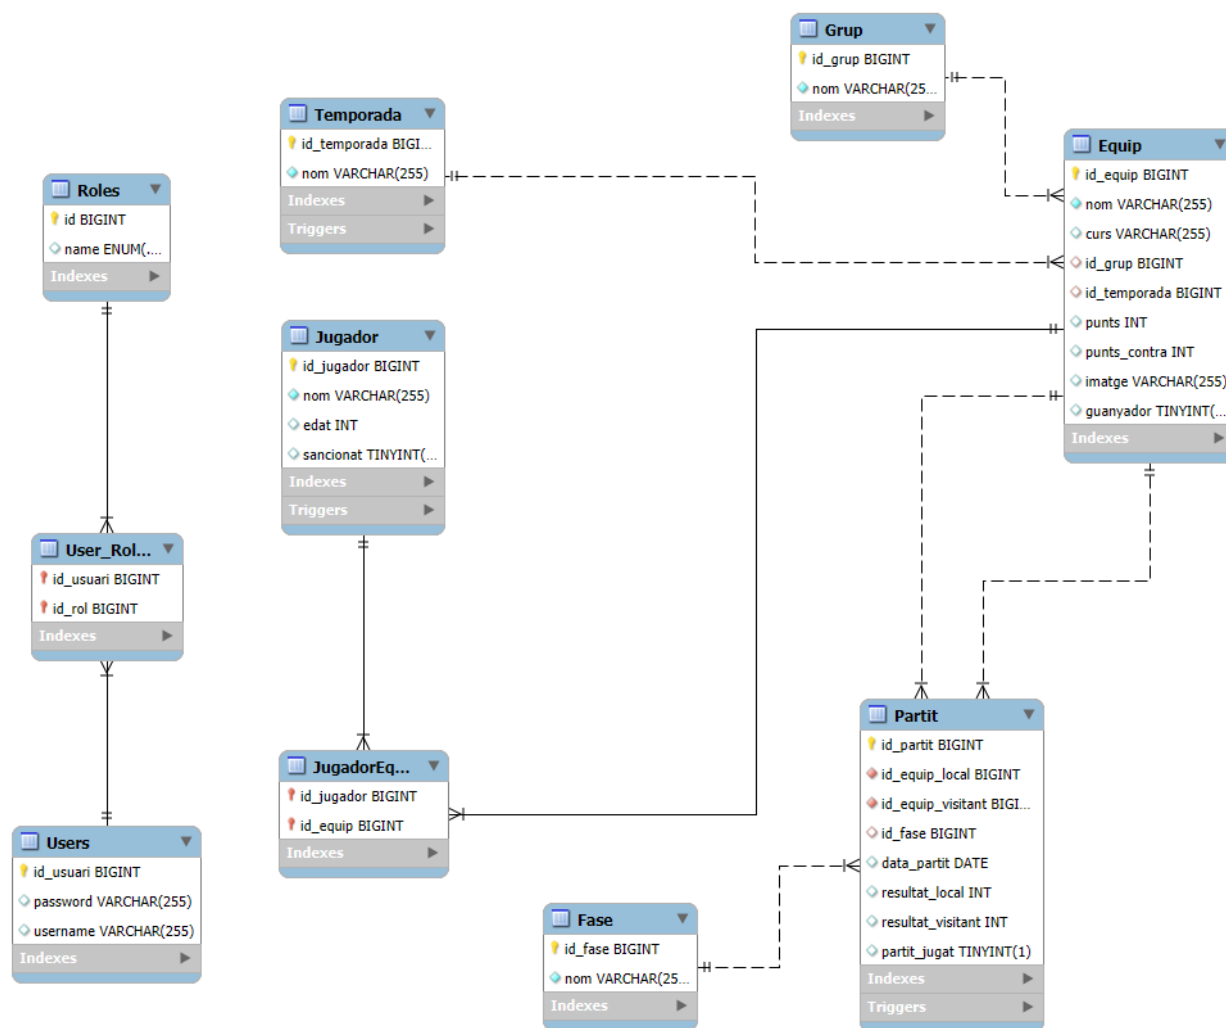 Grup
id_grup BIGINT
nom VARCHAR(25...
Indexes
Temporada
id_temporada BIGI...
nom VARCHAR(255)
Indexes
Triggers
Equip
id_equip BIGINT
nom VARCHAR(255)
curs VARCHAR(255)
id_grup BIGINT
id_temporada BIGINT
punts INT
punts_contra INT
imatge VARCHAR(255)
guanyador TINYINT(...
Indexes
Roles
id BIGINT
name ENUM(....
Indexes
Jugador
id_jugador BIGINT
nom VARCHAR(255)
edat INT
sancionat TINYINT(...
Indexes
Triggers
User_Rol...
id_usuari BIGINT
id_rol BIGINT
Indexes
JugadorEq...
id_jugador BIGINT
id_equip BIGINT
Indexes
Partit
id_partit BIGINT
id_equip_local BIGINT
id_equip_visitant BIGI...
id_fase BIGINT
data_partit DATE
resultat_local INT
resultat_visitant INT
partit_jugat TINYINT(1)
Indexes
Triggers
Users
id_usuari BIGINT
password VARCHAR(255)
username VARCHAR(255)
Indexes
Fase
id_fase BIGINT
nom VARCHAR(25...
Indexes